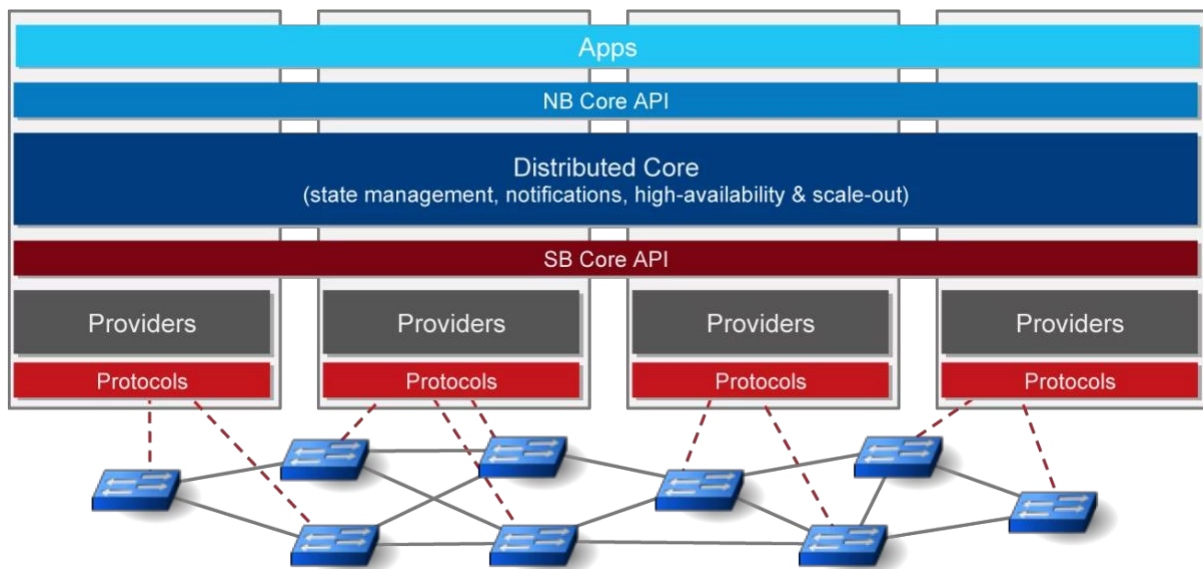 Apps
NB Core API
Distributed Core
(state management, notifications, high-availability & scale-out)
SB Core API
Providers
Providers
Providers
Providers
Protocols
Protocols
Protocols
Protocols